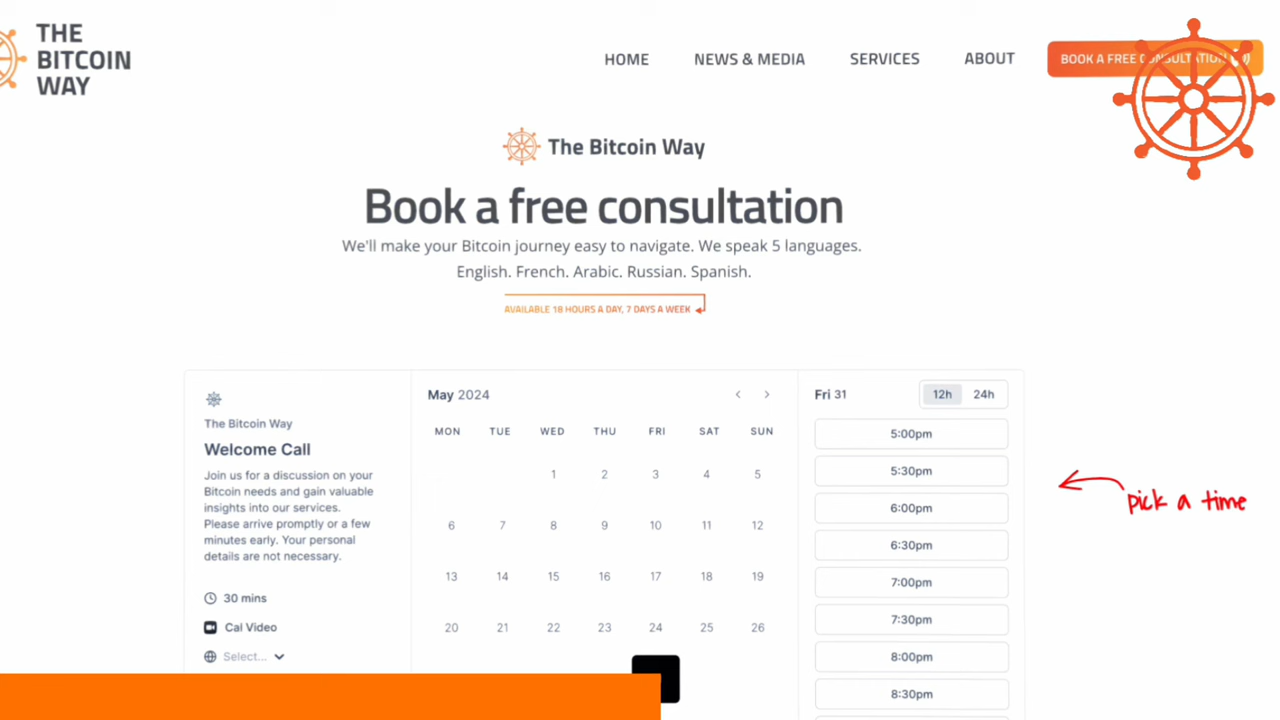 THE
BITCOIN
WAY
HOME NEWS & MEDIA SERVICES ABOUT BOOK A FREE CONSULTATION
The Bitcoin Way
Book a free consultation
We'll make your Bitcoin journey easy to navigate. We speak 5 languages.
English. French. Arabic. Russian. Spanish.
AVAILABLE 18 HOURS A DAY, 7 DAYS A WEEK
The Bitcoin Way
Welcome Call
Join us for a discussion on your
Bitcoin needs and gain valuable
insights into our services.
Please arrive promptly or a few
minutes early. Your personal
details are not necessary.
30 mins
Cal Video
Select...
May 2024
MON TUE WED THU FRI SAT SUN
1 2 3 4 5
6 7 8 9 10 11 12
13 14 15 16 17 18 19
20 21 22 23 24 25 26
Fri 31
12h 24h
5:00pm
5:30pm
6:00pm
6:30pm
7:00pm
7:30pm
8:00pm
8:30pm
pick a time